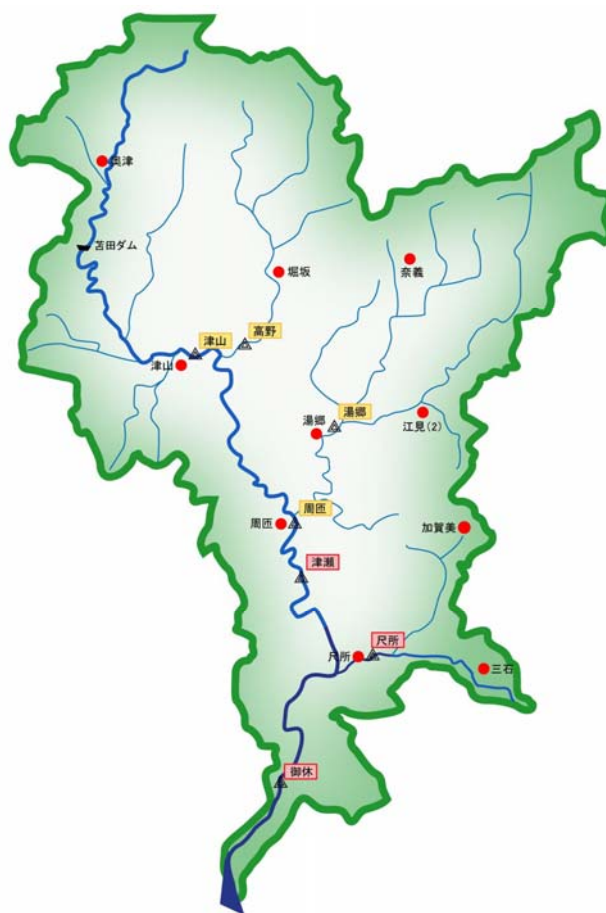 奥津
苫田ダム
堀坂
奈義
高野
津山
津山
湯郷
湯郷
江見(2)
周匝
周匝
加賀美
津瀬
尺所
尺所
三石
御休